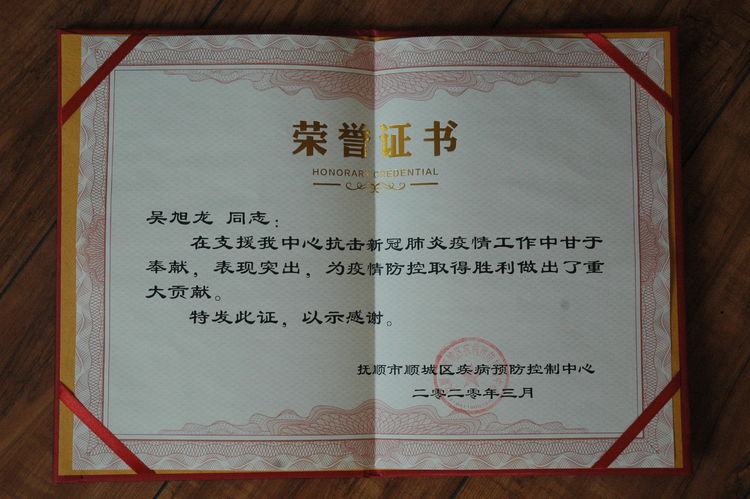 荣誉证书
HONORARY CREDENTIAL
吴旭龙 同志：
在支援我中心抗击新冠肺炎疫情工作中甘于
奉献，表现突出，为疫情防控取得胜利做出了重
大贡献。
特发此证，以示感谢。
抚顺市顺城区疾病预防控制中心
二零二零年三月